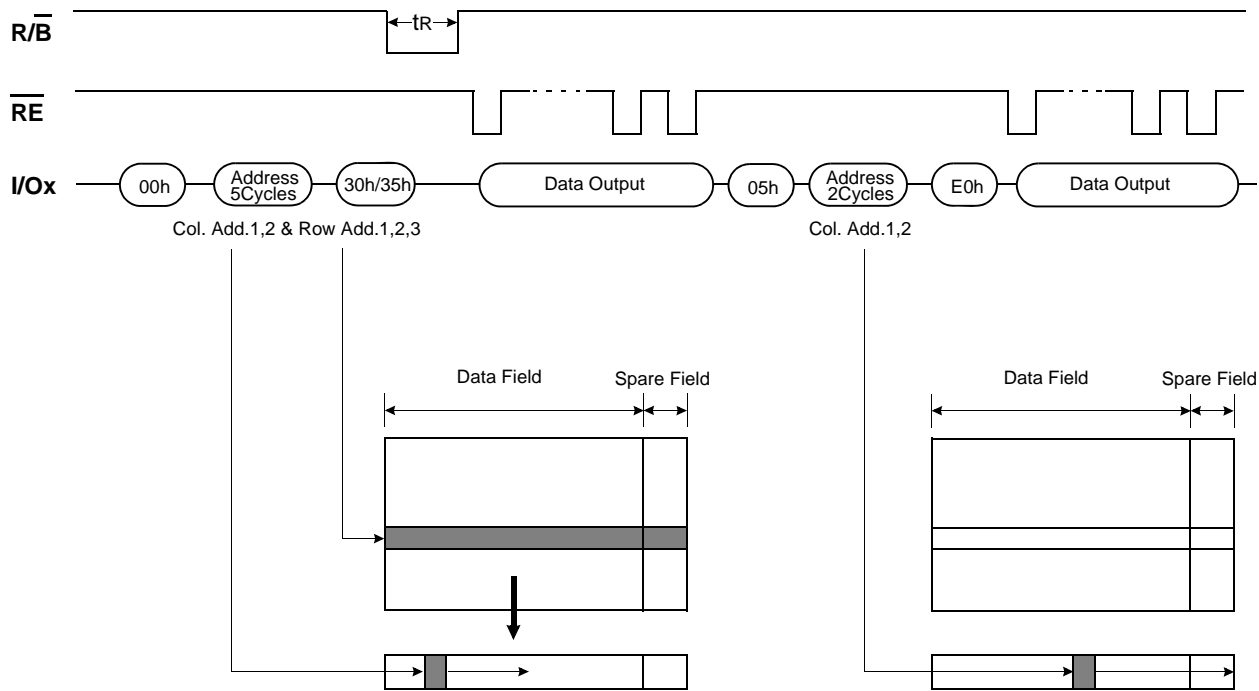 R/B tR
RE
I/Ox 00h Address 5Cycles 30h/35h Data Output 05h Address 2Cycles E0h Data Output
Col. Add.1,2 & Row Add.1,2,3 Col. Add.1,2
Data Field Spare Field Data Field Spare Field